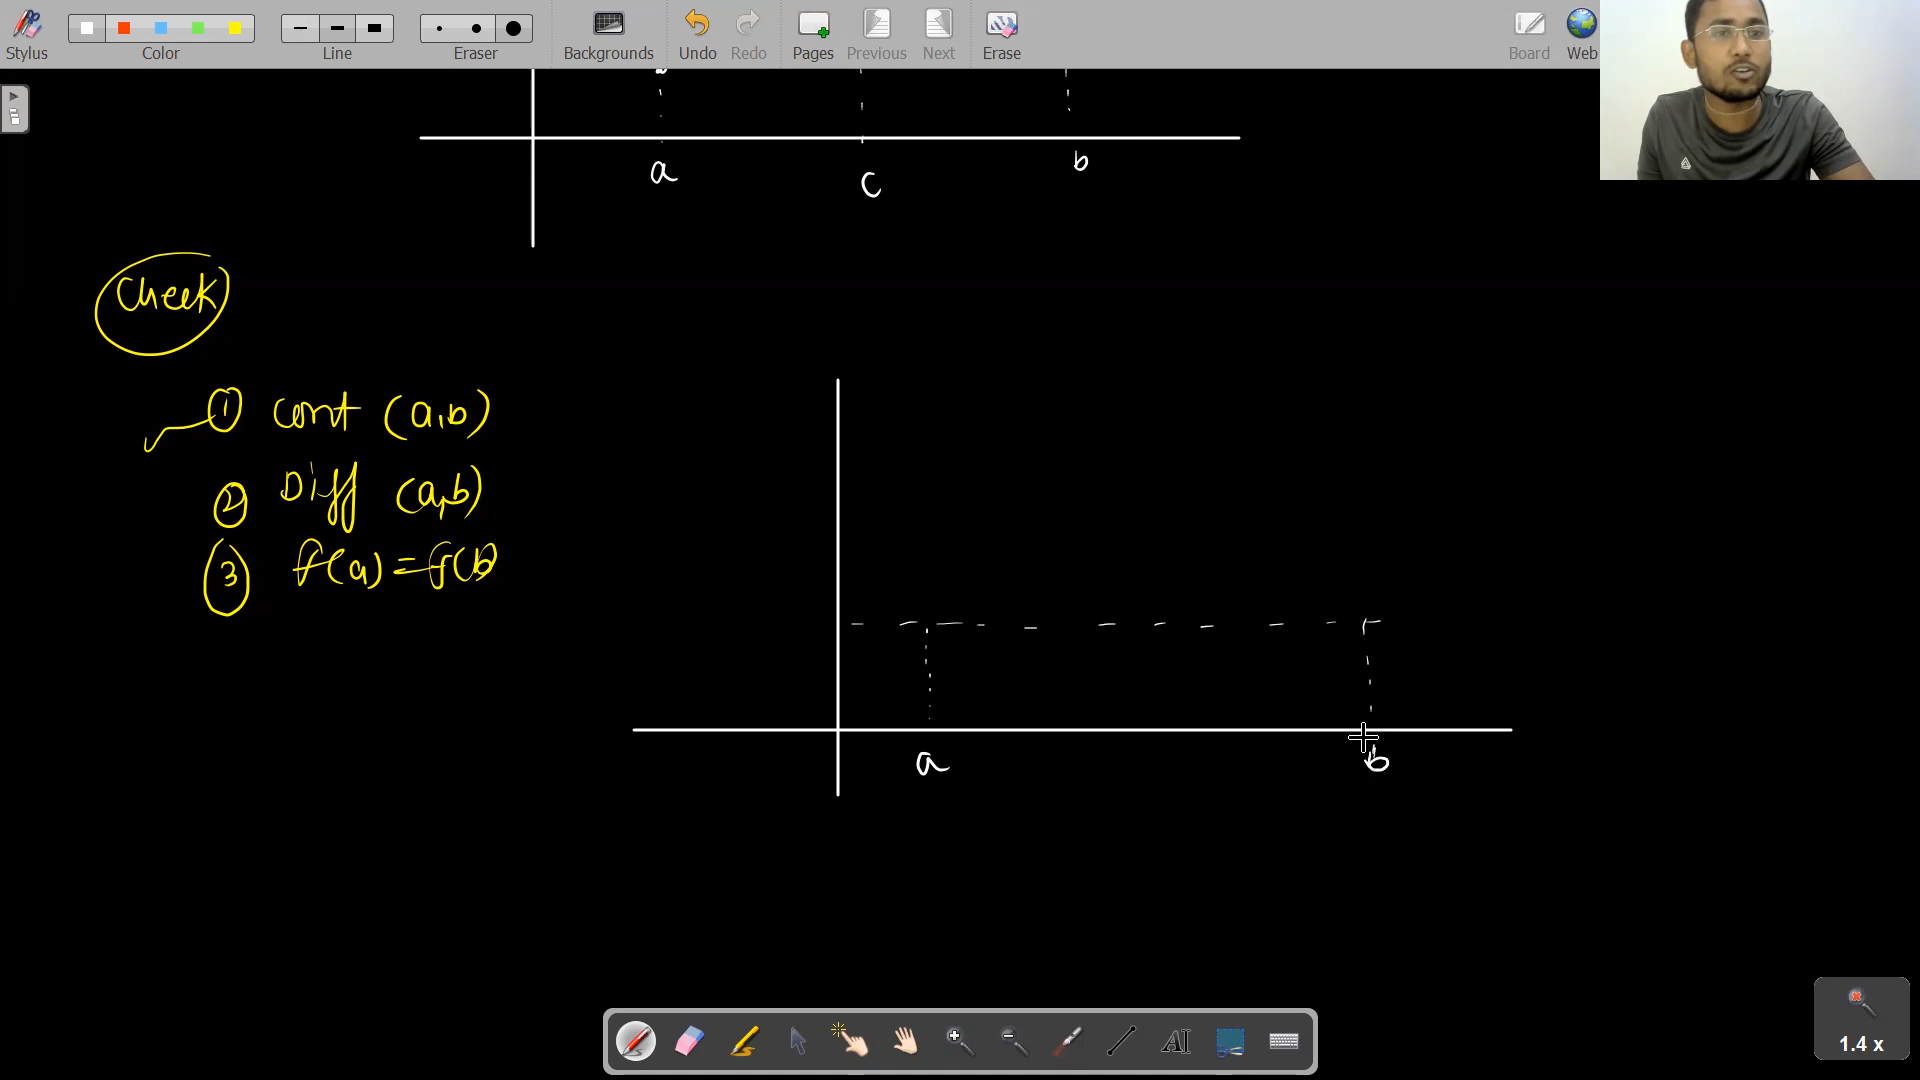 Stylus
Color
Line
Eraser
Backgrounds
Undo
Redo
Pages
Previous
Next
Erase
Board
Web
a
c
b
Check
① cont (a,b)
② Diff (a,b)
③ f(a) = f(b)
a
b
AI
1.4 x